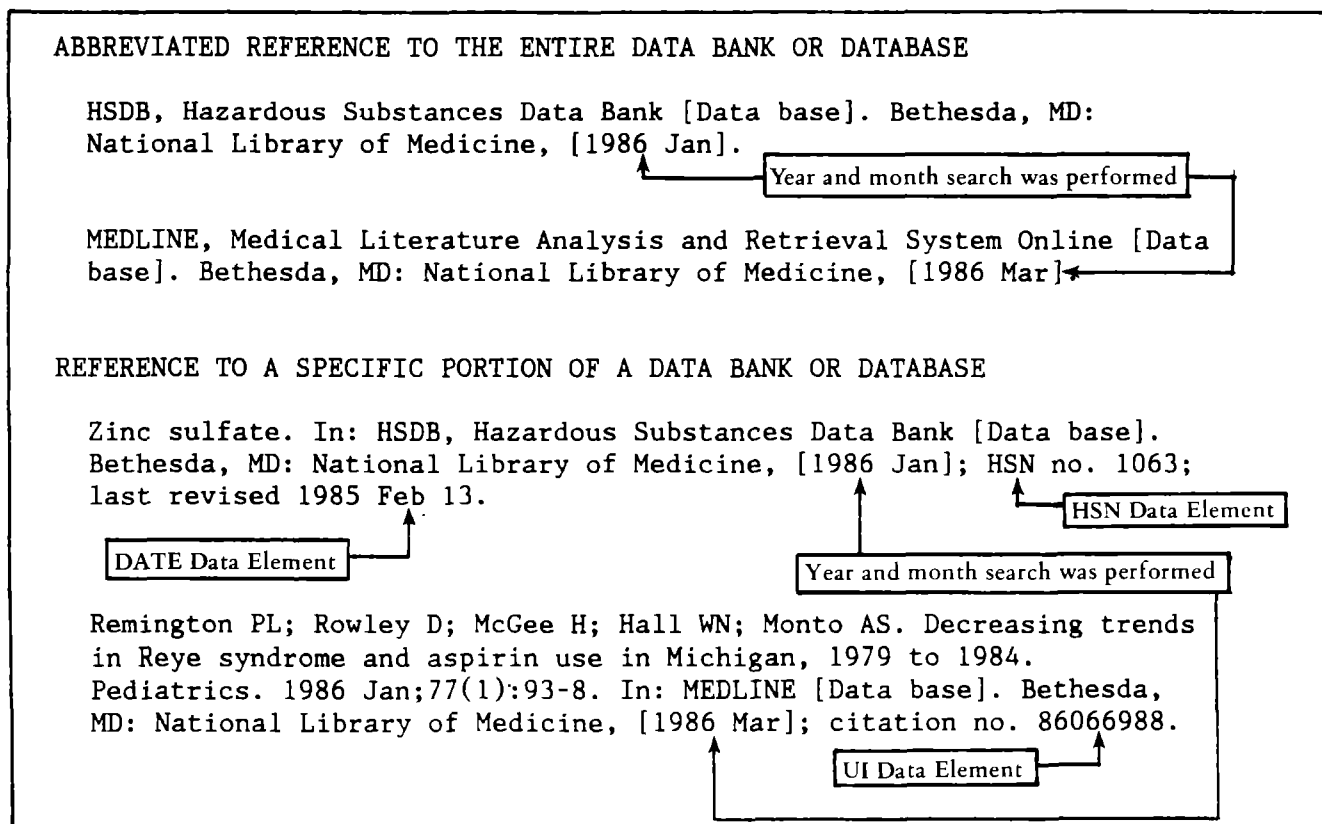 ABBREVIATED REFERENCE TO THE ENTIRE DATA BANK OR DATABASE
HSDB, Hazardous Substances Data Bank [Data base]. Bethesda, MD:
National Library of Medicine, [1986 Jan].
Year and month search was performed
MEDLINE, Medical Literature Analysis and Retrieval System Online [Data
base]. Bethesda, MD: National Library of Medicine, [1986 Mar]
REFERENCE TO A SPECIFIC PORTION OF A DATA BANK OR DATABASE
Zinc sulfate. In: HSDB, Hazardous Substances Data Bank [Data base].
Bethesda, MD: National Library of Medicine, [1986 Jan]; HSN no. 1063;
last revised 1985 Feb 13.
HSN Data Element
DATE Data Element
Year and month search was performed
Remington PL; Rowley D; McGee H; Hall WN; Monto AS. Decreasing trends
in Reye syndrome and aspirin use in Michigan, 1979 to 1984.
Pediatrics. 1986 Jan;77(1):93-8. In: MEDLINE [Data base]. Bethesda,
MD: National Library of Medicine, [1986 Mar]; citation no. 86066988.
UI Data Element